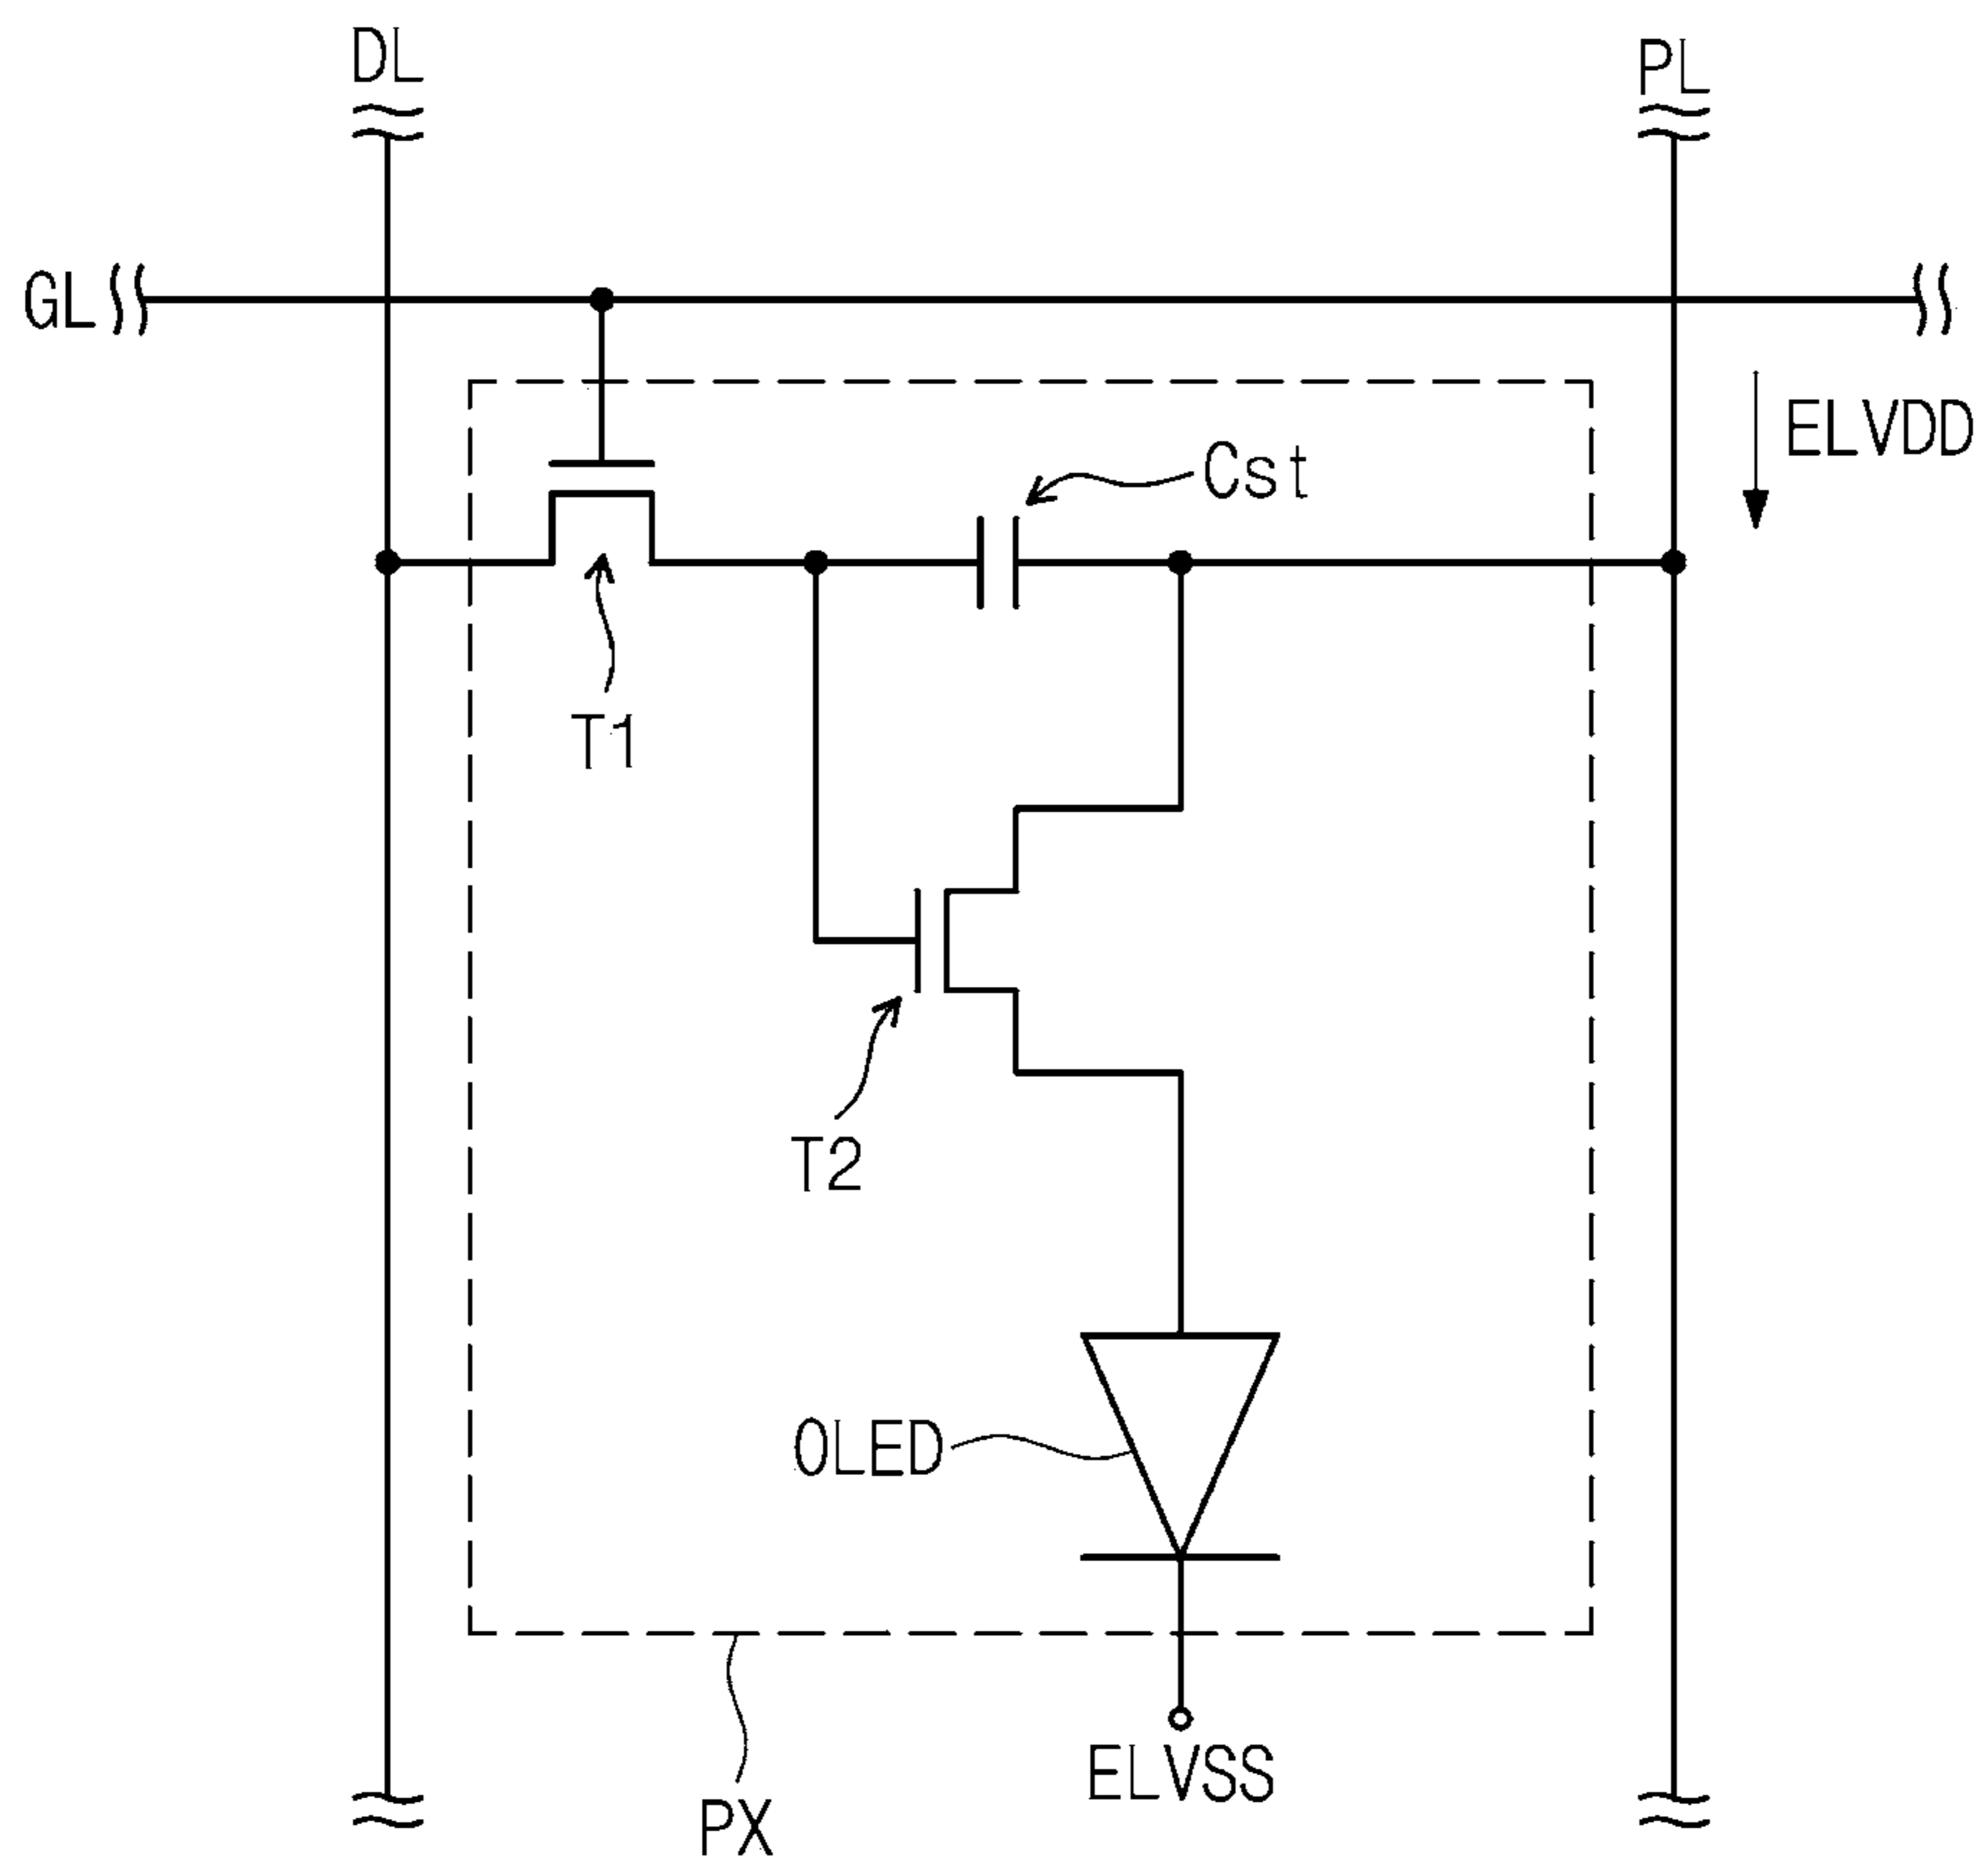 DL
PL
GL
ELVDD
Cst
T1
T2
OLED
ELVSS
PX